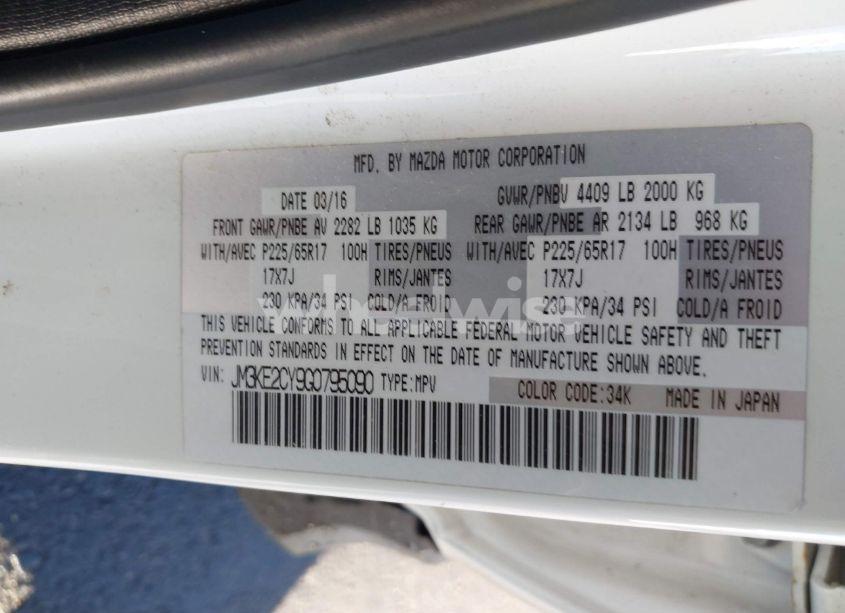 MFD. BY MAZDA MOTOR CORPORATION
DATE 03/16 GVWR/PNBV 4409 LB 2000 KG
FRONT GAWR/PNBE AV 2282 LB 1035 KG REAR GAWR/PNBE AR 2134 LB 968 KG
WITH/AVEC P225/65R17 100H TIRES/PNEUS WITH/AVEC P225/65R17 100H TIRES/PNEUS
17X7J RIMS/JANTES 17X7J RIMS/JANTES
230 KPA/34 PSI COLD/A FROID 230 KPA/34 PSI COLD/A FROID
THIS VEHICLE CONFORMS TO ALL APPLICABLE FEDERAL MOTOR VEHICLE SAFETY AND THEFT
PREVENTION STANDARDS IN EFFECT ON THE DATE OF MANUFACTURE SHOWN ABOVE.
VIN: JM3KE2CY9G0795090 TYPE:MPV COLOR CODE:34K MADE IN JAPAN